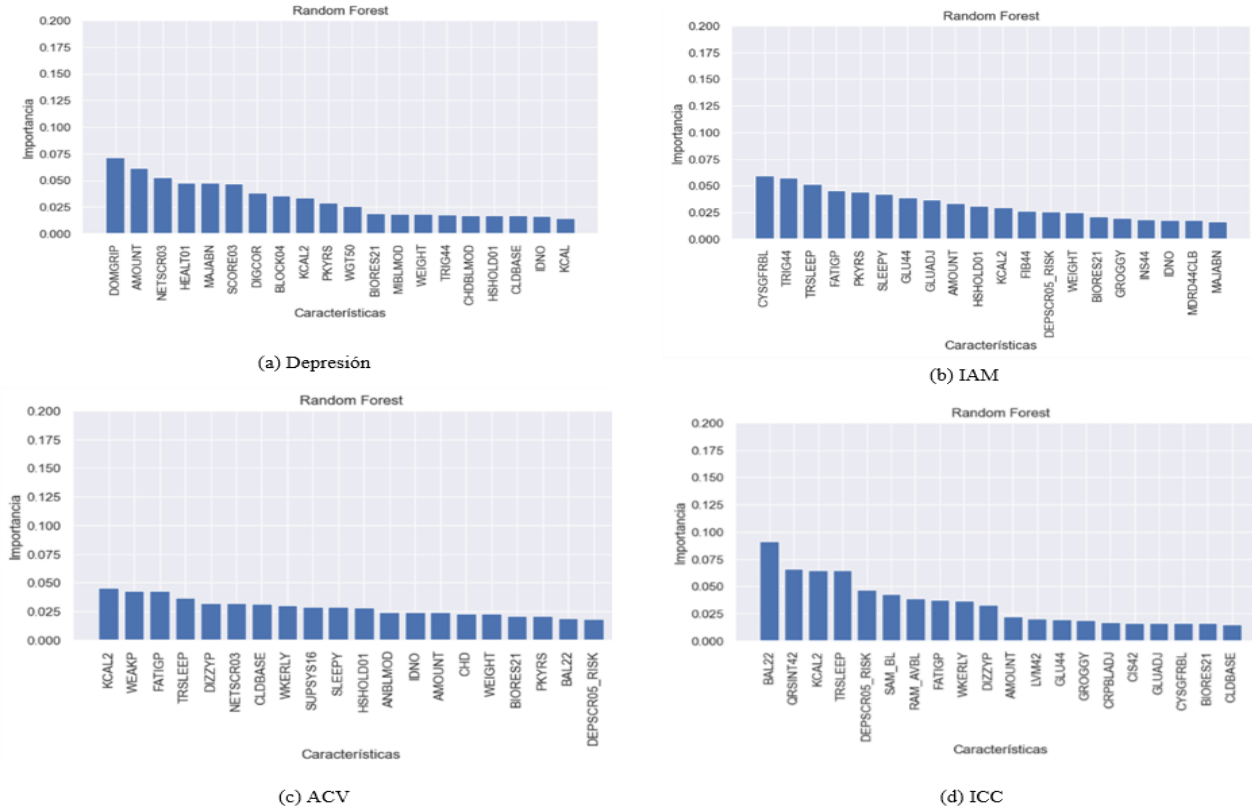 Random Forest
0.200
0.175
0.150
0.125
0.100
0.075
0.050
0.025
0.000
Importancia
DOMGRIP
AMOUNT
NETSCR03
HEALT01
MAJABN
SCORE03
DIGCOR
BLOCK04
KCAL2
PKYRS
WGT50
BIORES21
MIBLMOD
WEIGHT
TRIG44
CHDBLMOD
HSHOLD01
CLDBASE
IDNO
KCAL
Características
(a) Depresión
Random Forest
0.200
0.175
0.150
0.125
0.100
0.075
0.050
0.025
0.000
Importancia
CYSGFRBL
TRIG44
TRSLEEP
FATIGP
PKYRS
SLEEPY
GLU44
GLUADJ
AMOUNT
HSHOLD01
KCAL2
FIB44
DEPSCR05_RISK
WEIGHT
BIORES21
GROGGY
INS44
IDNO
MDRD44CLB
MAJABN
Características
(b) IAM
Random Forest
0.200
0.175
0.150
0.125
0.100
0.075
0.050
0.025
0.000
Importancia
KCAL2
WEAKP
FATIGP
TRSLEEP
DIZZYP
NETSCR03
CLDBASE
WKERLY
SUPSYS16
SLEEPY
HSHOLD01
ANBLMOD
IDNO
AMOUNT
CHD
WEIGHT
BIORES21
PKYRS
BAL22
DEPSCR05_RISK
Características
(c) ACV
Random Forest
0.200
0.175
0.150
0.125
0.100
0.075
0.050
0.025
0.000
Importancia
BAL22
QRSINT42
KCAL2
TRSLEEP
DEPSCR05_RISK
SAM_BL
RAM_AVBL
FATIGP
WKERLY
DIZZYP
AMOUNT
LVM42
GLU44
GROGGY
CRPBLADJ
CIS42
GLUADJ
CYSGFRBL
BIORES21
CLDBASE
Características
(d) ICC